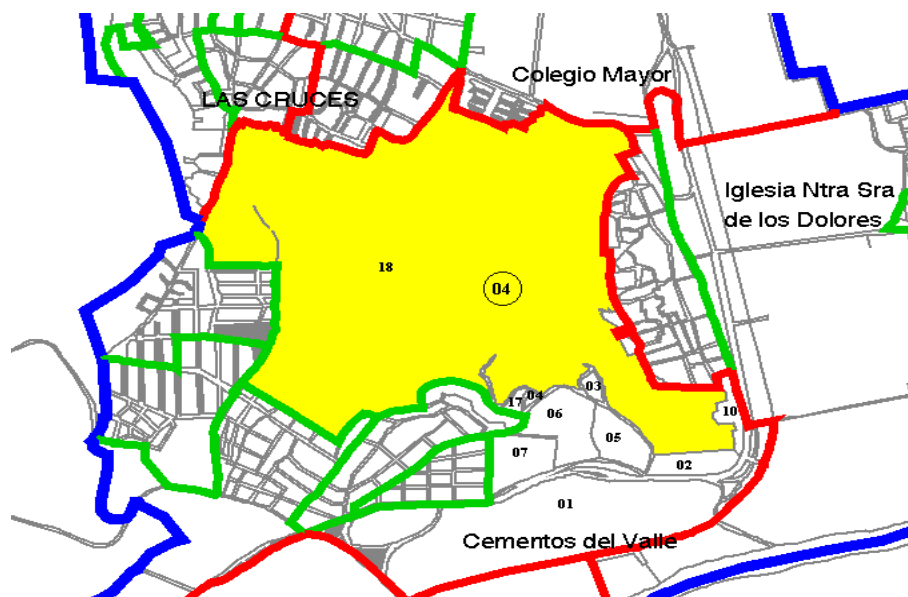 Colegio Mayor
LAS CRUCES
Iglesia Ntra Sra
de los Dolores
18
04
03
04
17
06
10
05
07
02
01
Cementos del Valle